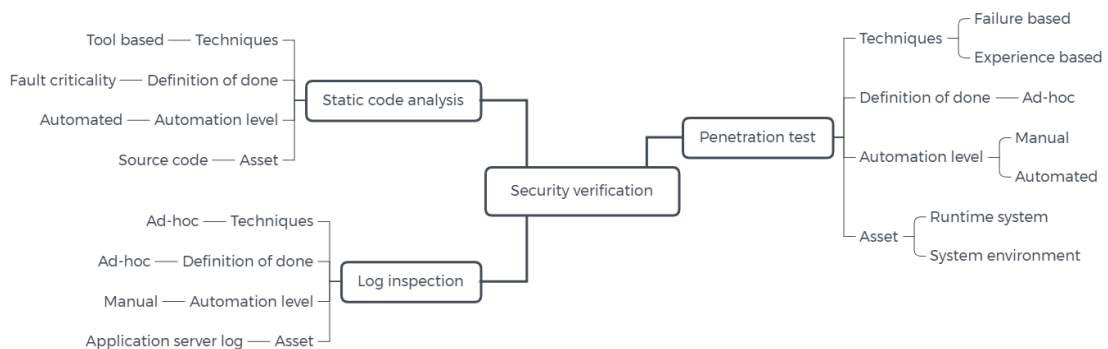 Tool based
Techniques
Fault criticality
Definition of done
Automated
Automation level
Source code
Asset
Static code analysis
Ad-hoc
Techniques
Ad-hoc
Definition of done
Manual
Automation level
Application server log
Asset
Log inspection
Security verification
Penetration test
Techniques
Failure based
Experience based
Definition of done
Ad-hoc
Automation level
Manual
Automated
Asset
Runtime system
System environment